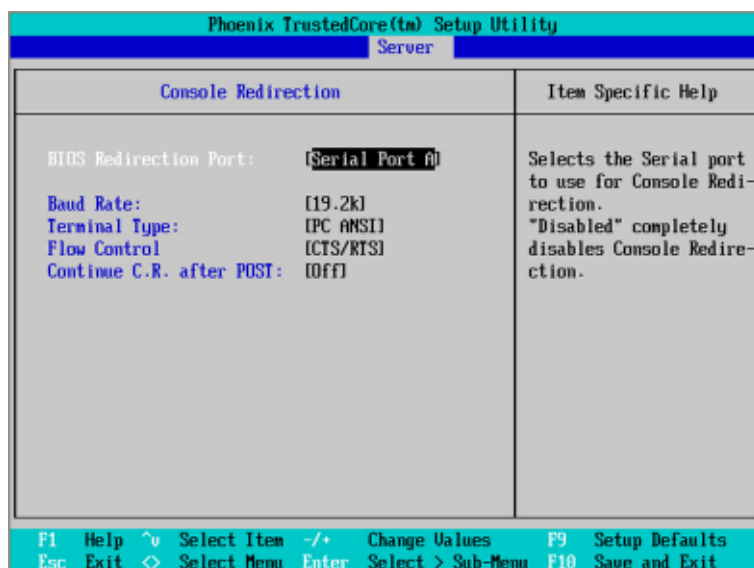 Phoenix TrustedCore(tm) Setup Utility
Server
Console Redirection
Item Specific Help
BIOS Redirection Port: [Serial Port A]
Baud Rate: [19.2k]
Terminal Type: [PC ANSI]
Flow Control [CTS/RTS]
Continue C.R. after POST: [Off]
Selects the Serial port
to use for Console Redi-
rection.
"Disabled" completely
disables Console Redire-
ction.
F1 Help ^v Select Item -/+ Change Values F9 Setup Defaults
Esc Exit <> Select Menu Enter Select > Sub-Menu F10 Save and Exit